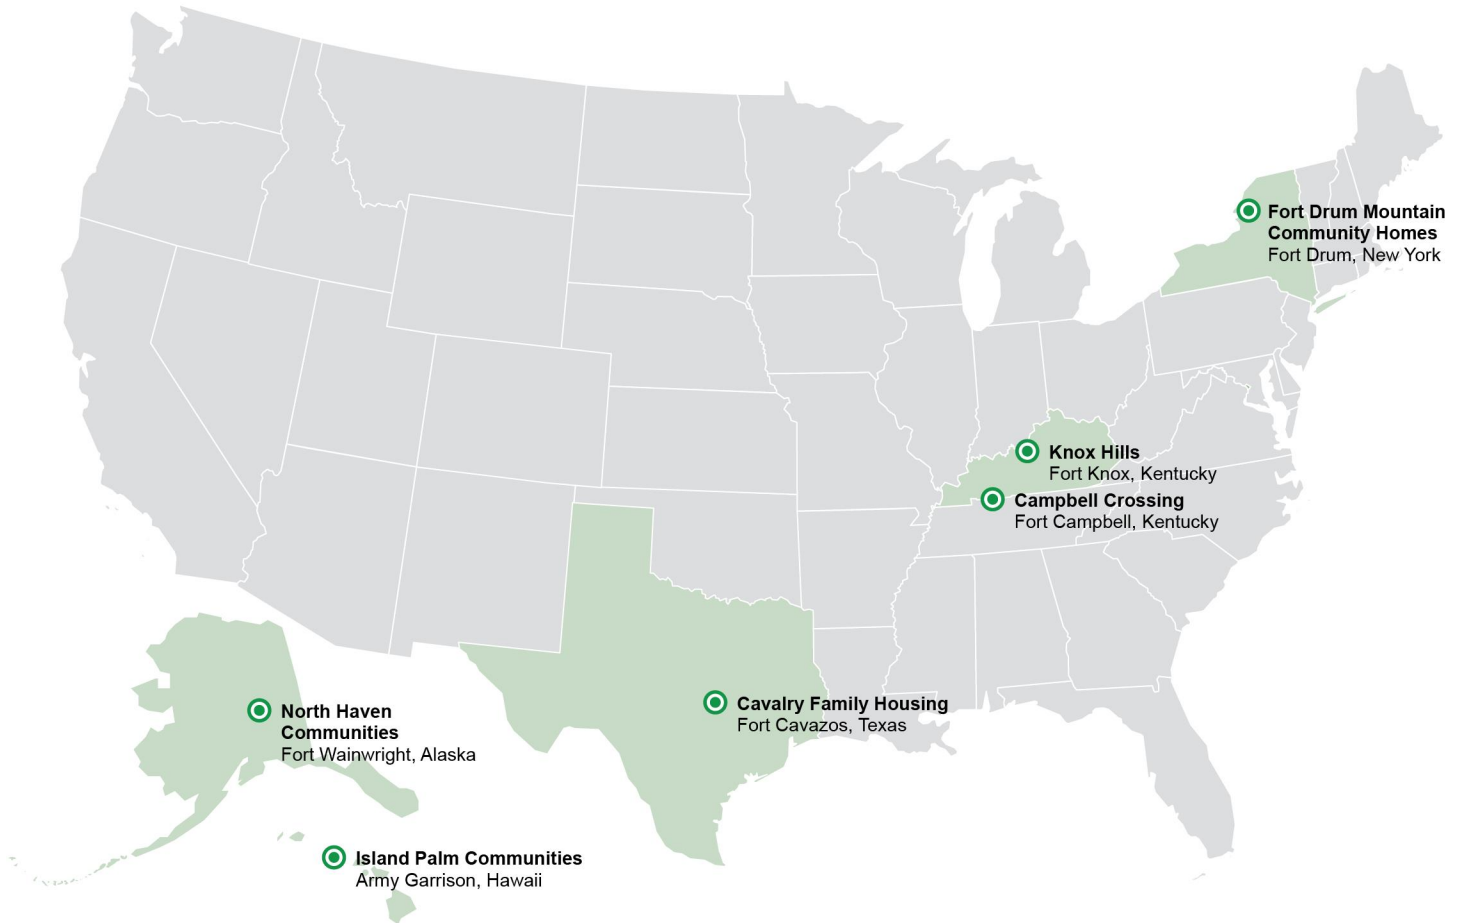 Fort Drum Mountain
Community Homes
Fort Drum, New York
Knox Hills
Fort Knox, Kentucky
Campbell Crossing
Fort Campbell, Kentucky
Cavalry Family Housing
Fort Cavazos, Texas
North Haven
Communities
Fort Wainwright, Alaska
Island Palm Communities
Army Garrison, Hawaii